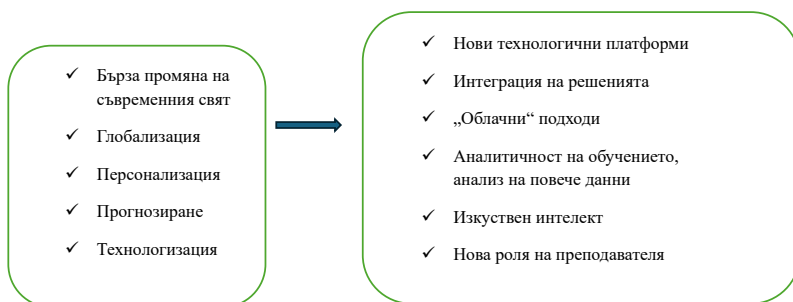 ✓ Бърза промяна на
съвременния свят
✓ Глобализация
✓ Персонализация
✓ Прогнозиране
✓ Технологизация
✓ Нови технологични платформи
✓ Интеграция на решенията
✓ „Облачни“ подходи
✓ Аналитичност на обучението,
анализ на повече данни
✓ Изкуствен интелект
✓ Нова роля на преподавателя